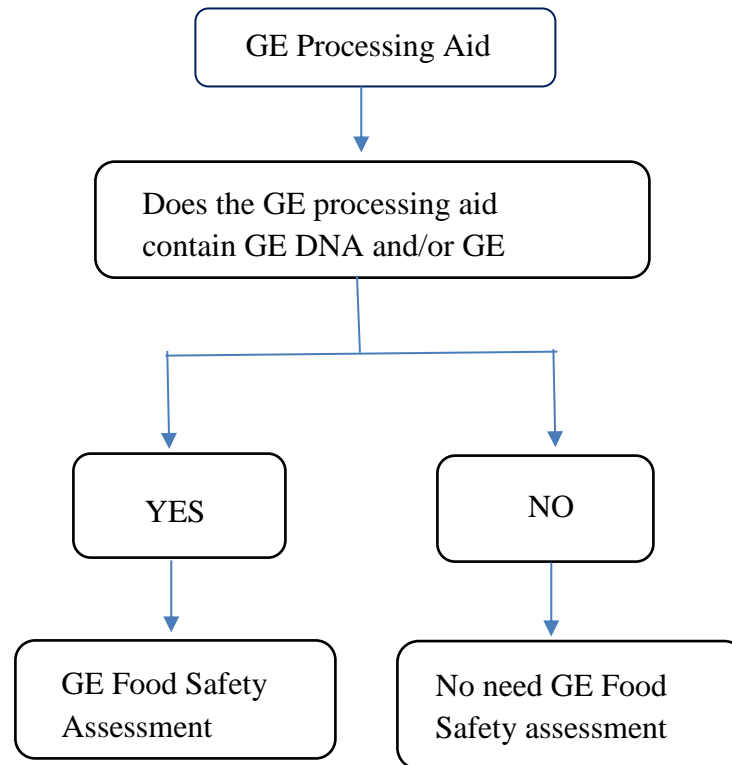 GE Processing Aid
Does the GE processing aid
contain GE DNA and/or GE
YES
NO
GE Food Safety
Assessment
No need GE Food
Safety assessment